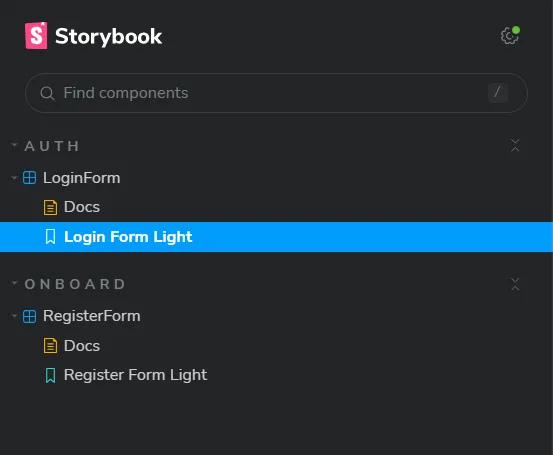 Storybook
Find components /
AUTH
LoginForm
Docs
Login Form Light
ONBOARD
RegisterForm
Docs
Register Form Light